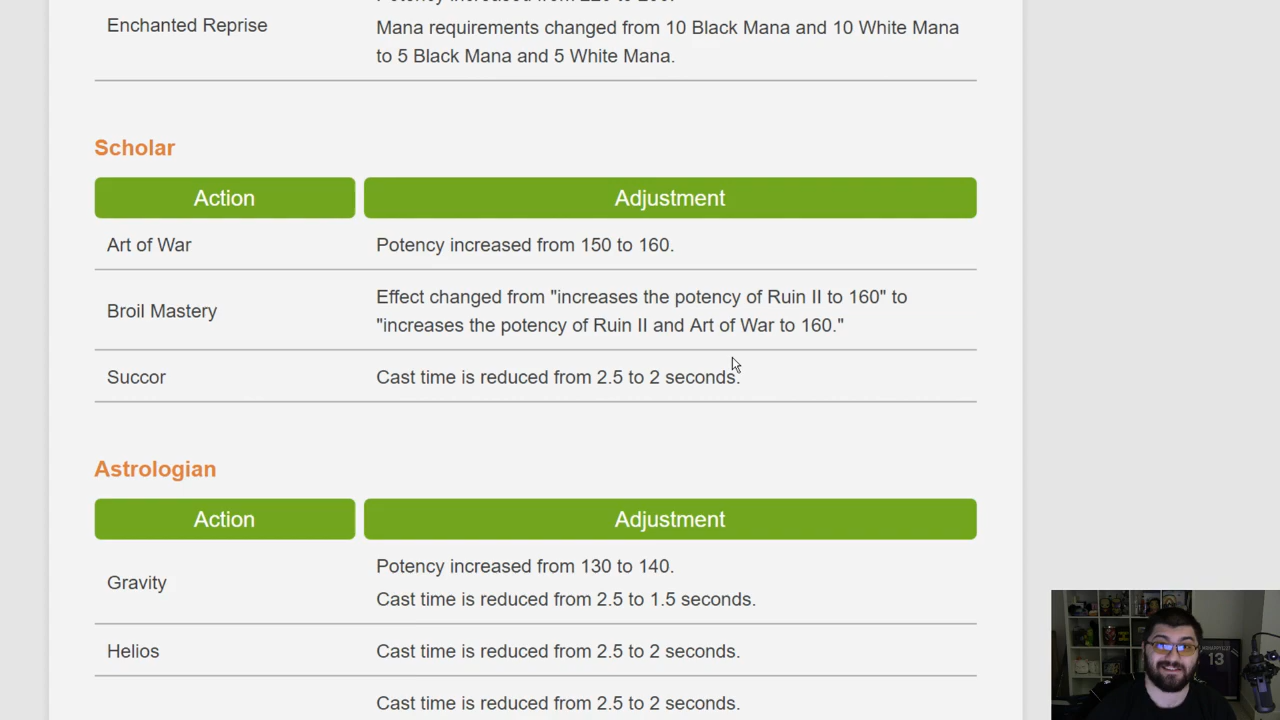 Enchanted Reprise
Mana requirements changed from 10 Black Mana and 10 White Mana
to 5 Black Mana and 5 White Mana.
Scholar
Action Adjustment
Art of War Potency increased from 150 to 160.
Broil Mastery Effect changed from "increases the potency of Ruin II to 160" to
"increases the potency of Ruin II and Art of War to 160."
Succor Cast time is reduced from 2.5 to 2 seconds.
Astrologian
Action Adjustment
Gravity
Potency increased from 130 to 140.
Cast time is reduced from 2.5 to 1.5 seconds.
Helios Cast time is reduced from 2.5 to 2 seconds.
Cast time is reduced from 2.5 to 2 seconds.
13